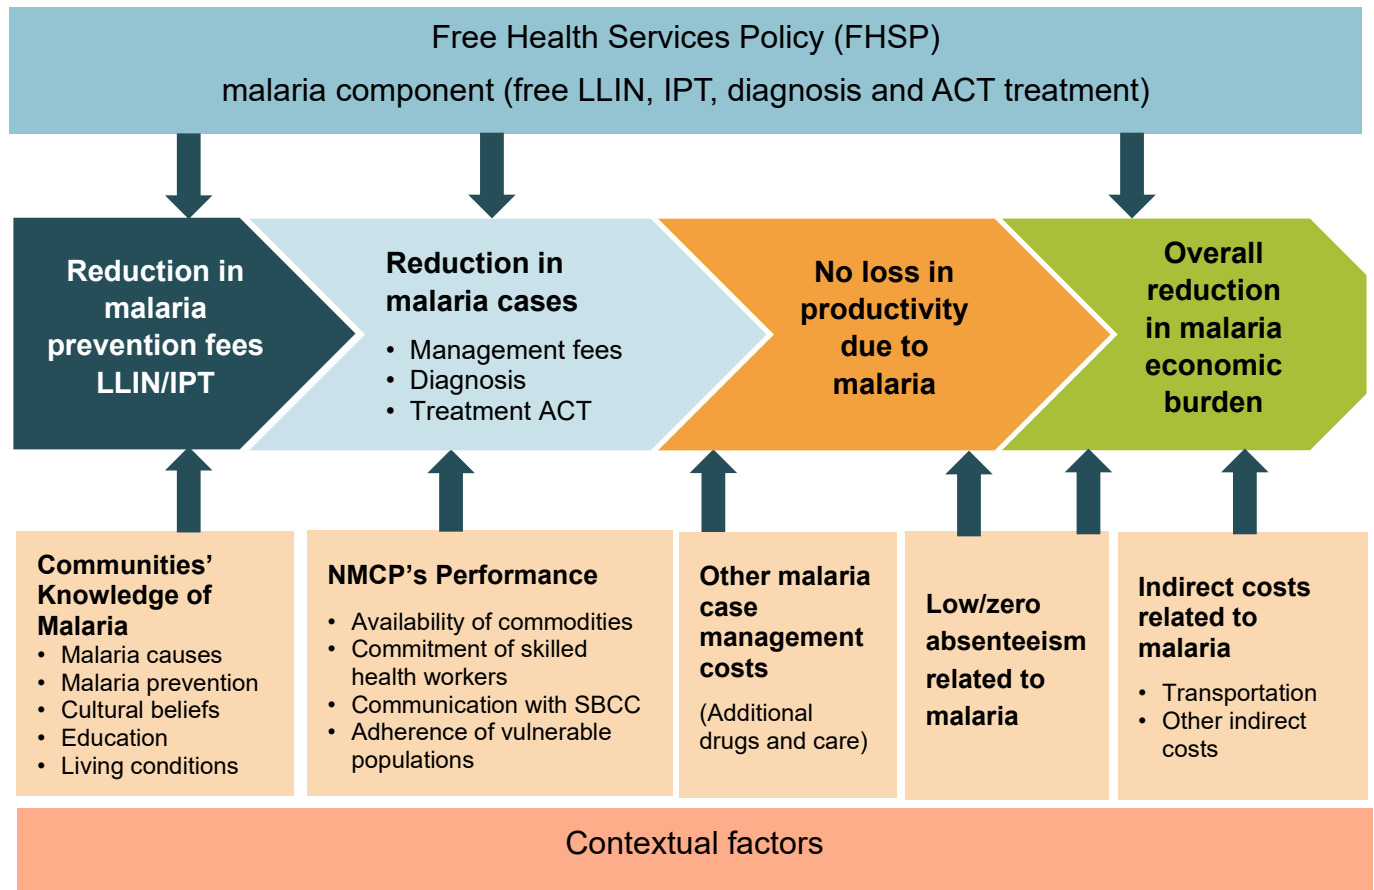 Free Health Services Policy (FHSP)
malaria component (free LLIN, IPT, diagnosis and ACT treatment)
Reduction in
malaria
prevention fees
LLIN/IPT
Reduction in
malaria cases
• Management fees
• Diagnosis
• Treatment ACT
No loss in
productivity
due to
malaria
Overall
reduction
in malaria
economic
burden
Communities’
Knowledge of
Malaria
• Malaria causes
• Malaria prevention
• Cultural beliefs
• Education
• Living conditions
NMCP’s Performance
• Availability of commodities
• Commitment of skilled
health workers
• Communication with SBCC
• Adherence of vulnerable
populations
Other malaria
case
management
costs
(Additional
drugs and care)
Low/zero
absenteeism
related to
malaria
Indirect costs
related to
malaria
• Transportation
• Other indirect
costs
Contextual factors